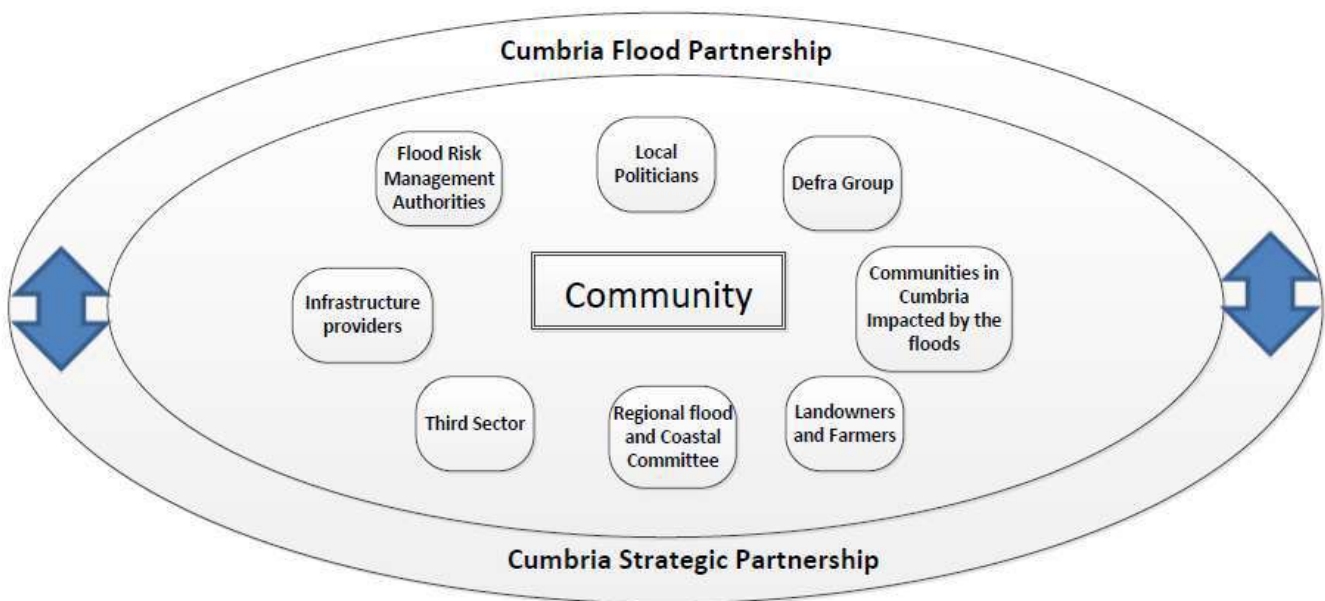 Cumbria Flood Partnership
Flood Risk
Management
Authorities
Local
Politicians
Defra Group
Infrastructure
providers
Community
Communities in
Cumbria
Impacted by the
floods
Third Sector
Regional flood
and Coastal
Committee
Landowners
and Farmers
Cumbria Strategic Partnership